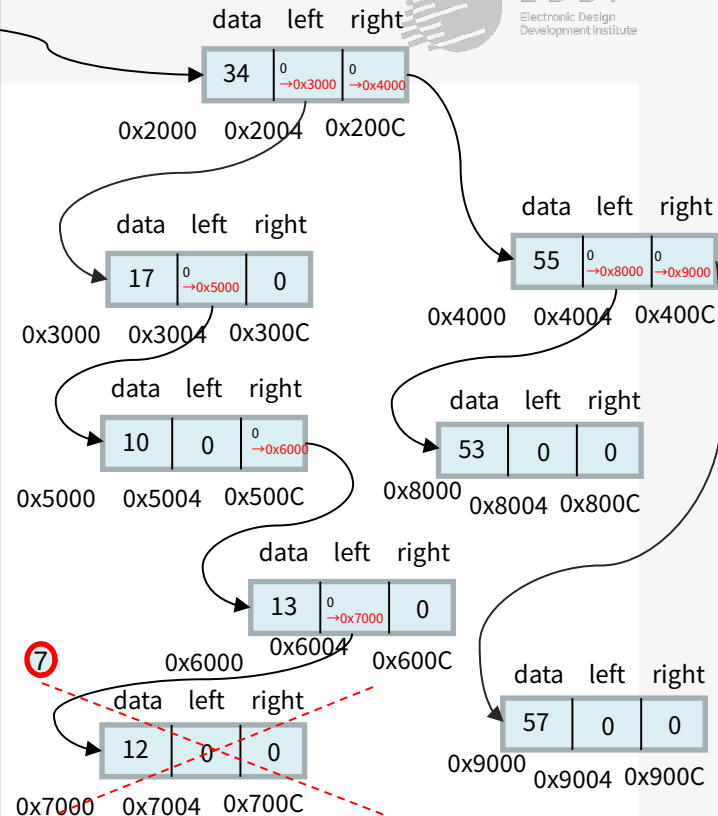 Electronic Design
Development Institute
data left right
34
0
→0x3000
0
→0x4000
0x2000 0x2004 0x200C
data left right
17
0
→0x5000
0
0x3000 0x3004 0x300C
data left right
55
0
→0x8000
0
→0x9000
0x4000 0x4004 0x400C
data left right
10
0
0
→0x6000
0x5000 0x5004 0x500C
data left right
53
0
0
0x8000 0x8004 0x800C
data left right
13
0
→0x7000
0
0x6000 0x6004 0x600C
7
data left right
12
0
0
0x7000 0x7004 0x700C
data left right
57
0
0
0x9000 0x9004 0x900C